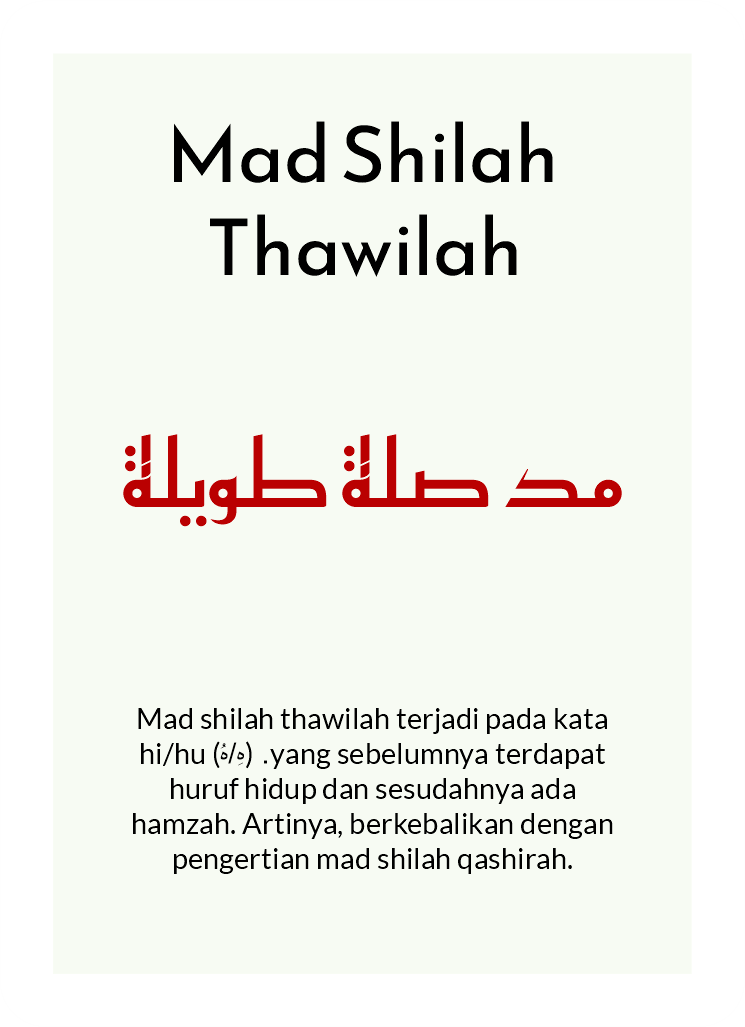 Mad Shilah
Thawilah
مد صلة طويلة
Mad shilah thawilah terjadi pada kata
hi/hu (هِ/هُ) .yang sebelumnya terdapat
huruf hidup dan sesudahnya ada
hamzah. Artinya, berkebalikan dengan
pengertian mad shilah qashirah.